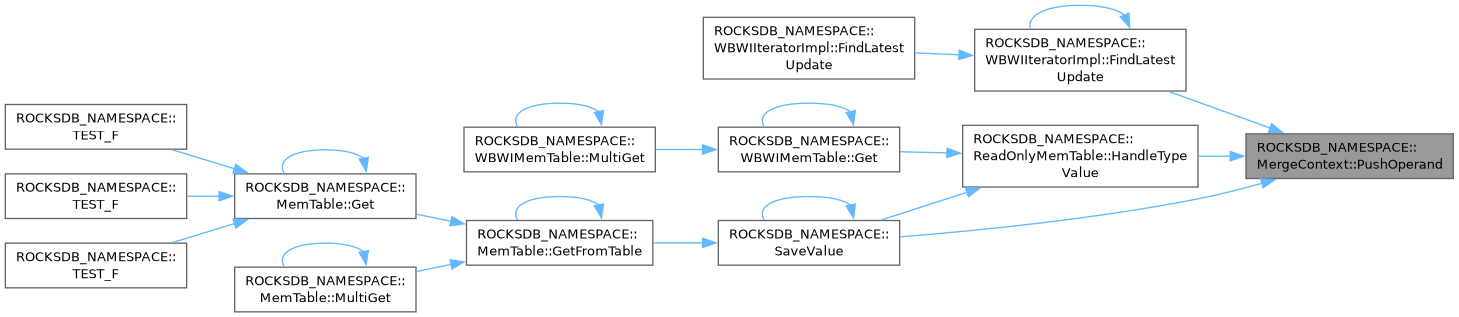 ROCKSDB_NAMESPACE::
WBWIIteratorImpl::FindLatest
Update
ROCKSDB_NAMESPACE::
WBWIIteratorImpl::FindLatest
Update
ROCKSDB_NAMESPACE::
TEST_F
ROCKSDB_NAMESPACE::
WBWIMemTable::MultiGet
ROCKSDB_NAMESPACE::
WBWIMemTable::Get
ROCKSDB_NAMESPACE::
ReadOnlyMemTable::HandleType
Value
ROCKSDB_NAMESPACE::
MergeContext::PushOperand
ROCKSDB_NAMESPACE::
TEST_F
ROCKSDB_NAMESPACE::
MemTable::Get
ROCKSDB_NAMESPACE::
MemTable::GetFromTable
ROCKSDB_NAMESPACE::
SaveValue
ROCKSDB_NAMESPACE::
TEST_F
ROCKSDB_NAMESPACE::
MemTable::MultiGet